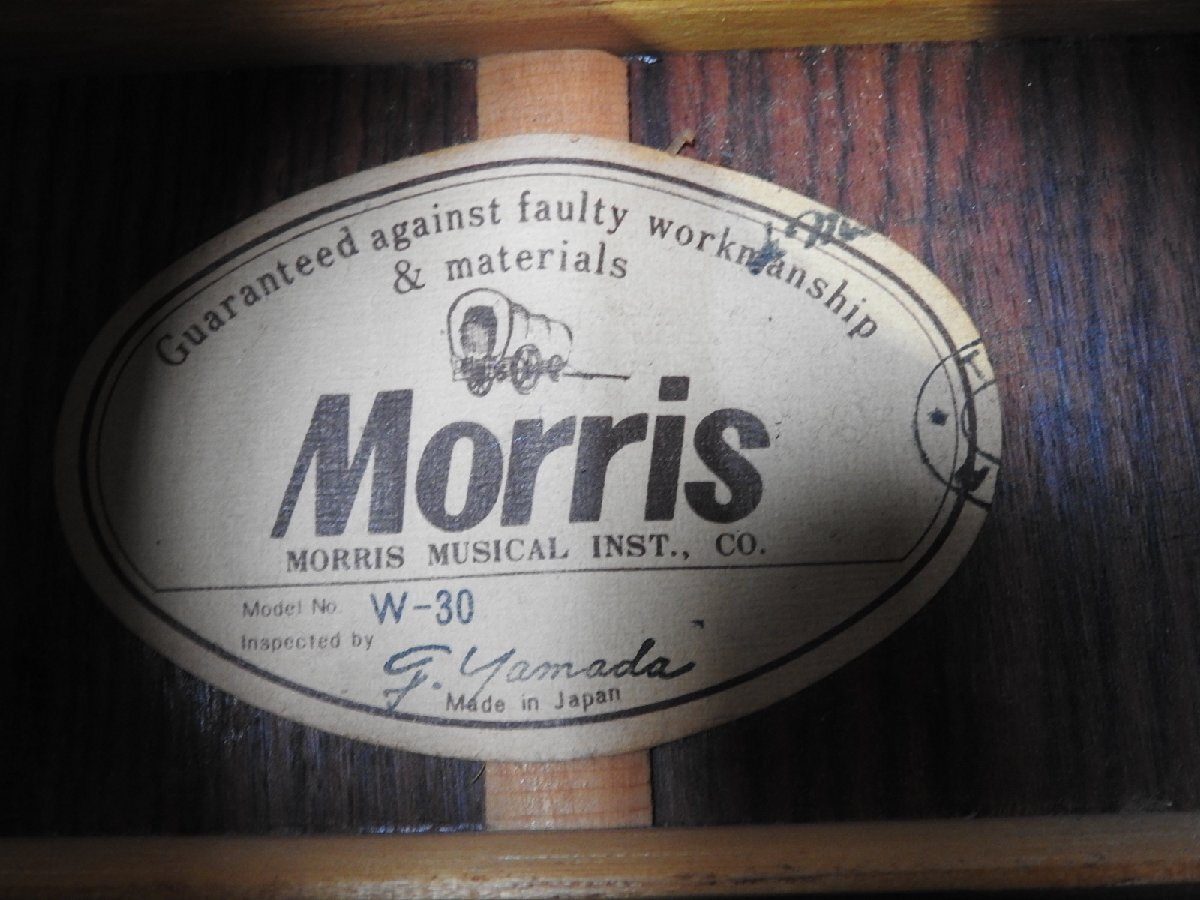 Guaranteed against faulty workmanship
& materials
Morris
MORRIS MUSICAL INST., CO.
Model No. W-30
Inspected by
F. Yamada
Made in Japan